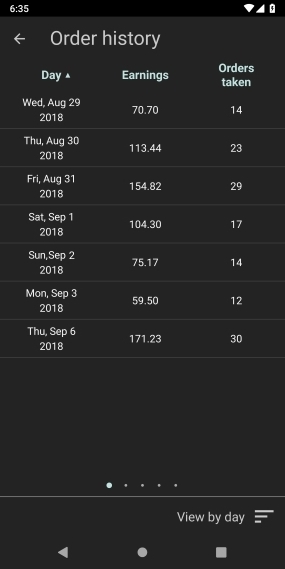 6:35
Order history
Day ▲ Earnings Orders
taken
Wed, Aug 29
2018 70.70 14
Thu, Aug 30
2018 113.44 23
Fri, Aug 31
2018 154.82 29
Sat, Sep 1
2018 104.30 17
Sun,Sep 2
2018 75.17 14
Mon, Sep 3
2018 59.50 12
Thu, Sep 6
2018 171.23 30
View by day